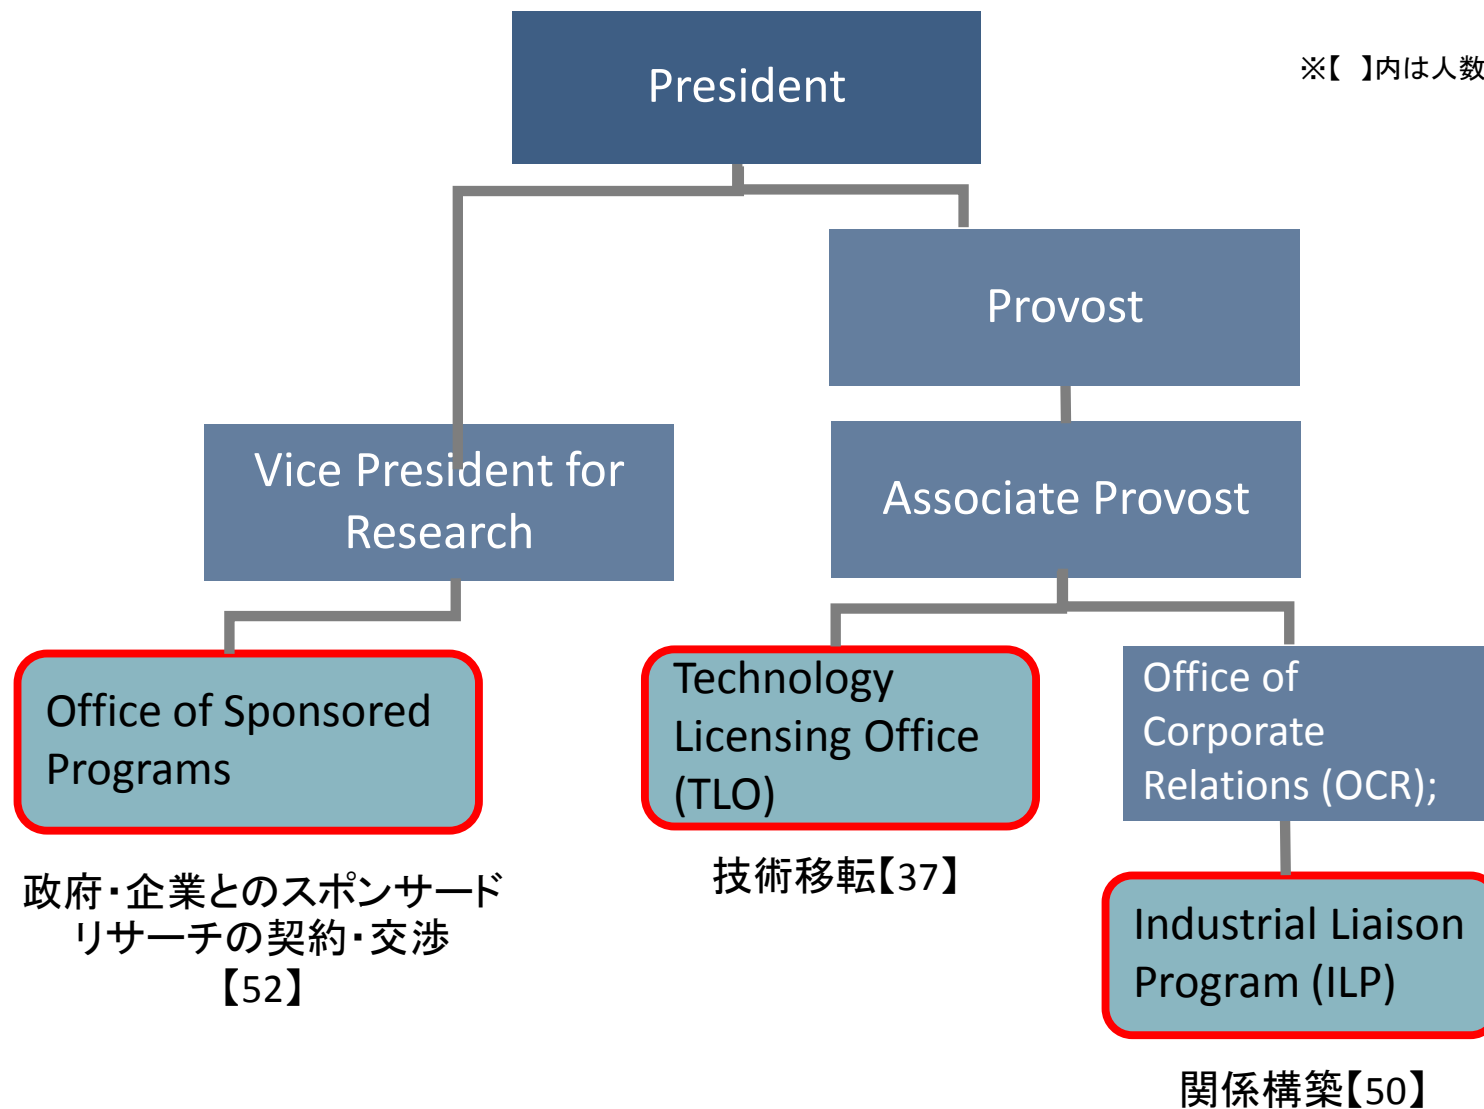 President
※【 】内は人数
Provost
Vice President for
Research
Associate Provost
Office of Sponsored
Programs
Technology
Licensing Office
(TLO)
Office of
Corporate
Relations (OCR);
政府・企業とのスポンサード
リサーチの契約・交渉
【52】
技術移転【37】
Industrial Liaison
Program (ILP)
関係構築【50】